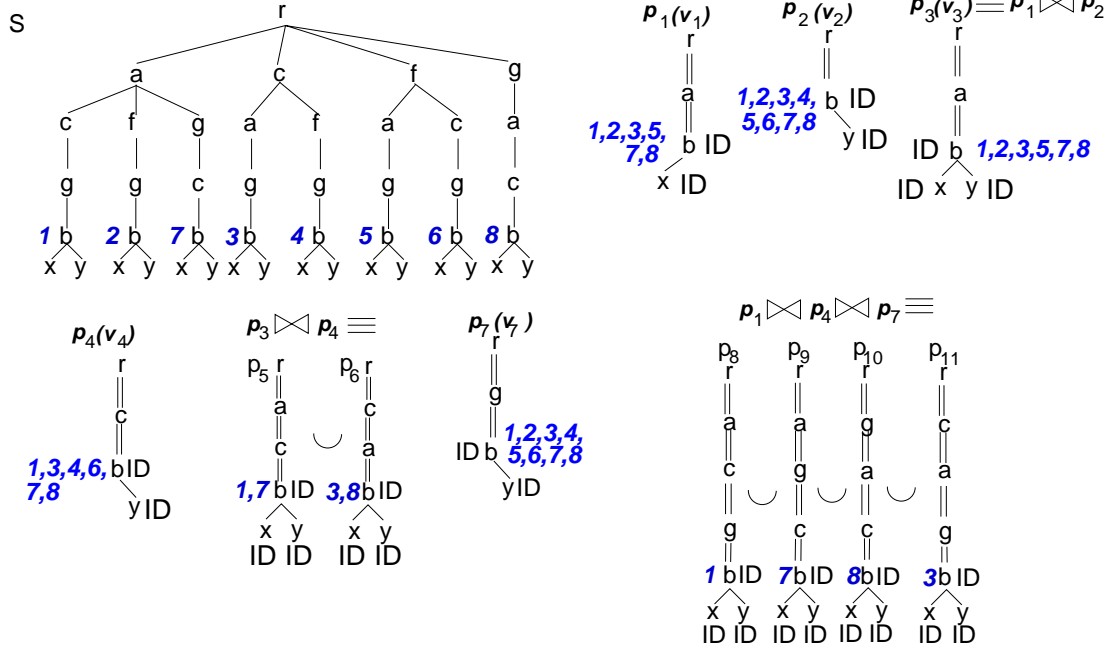 S
r
a c f g
c f g a f a c a
g g c g g g g c
1 b 2 b 7 b 3 b 4 b 5 b 6 b 8 b
x y x y x y x y x y x y x y x y
p1(v1)
r
a
1,2,3,5,
7,8
b ID
x ID
p2(v2)
r
1,2,3,4,
5,6,7,8
b ID
y ID
p3(v3) ≡ p1 ⋈ p2
r
a
ID b 1,2,3,5,7,8
ID x y ID
p4(v4)
r
c
1,3,4,6,
7,8
b ID
y ID
p3 ⋈ p4 ≡
p5 r
a
c
1,7 b ID
x y
ID ID
∪
p6 r
c
a
3,8 b ID
x y
ID ID
p7(v7)
r
g
ID b 1,2,3,4,
5,6,7,8
y ID
p1 ⋈ p4 ⋈ p7 ≡
p8 p9 p10 p11
r r r r
a a g c
c g a a
∪ ∪ ∪
g c c g
1 b ID 7 b ID 8 b ID 3 b ID
x y x y x y x y
ID ID ID ID ID ID ID ID